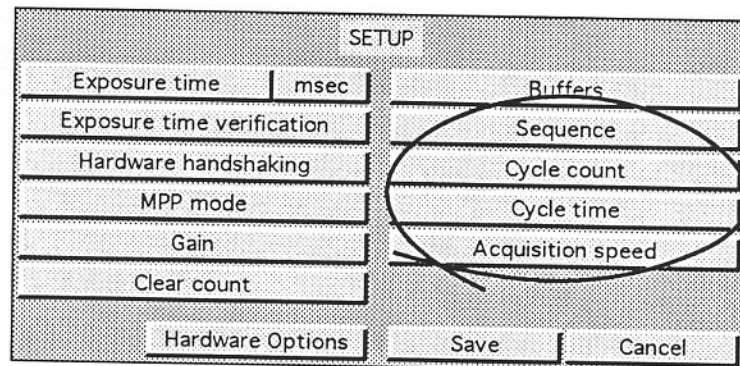 SETUP
Exposure time msec
Exposure time verification
Hardware handshaking
MPP mode
Gain
Clear count
Buffers
Sequence
Cycle count
Cycle time
Acquisition speed
Hardware Options
Save
Cancel